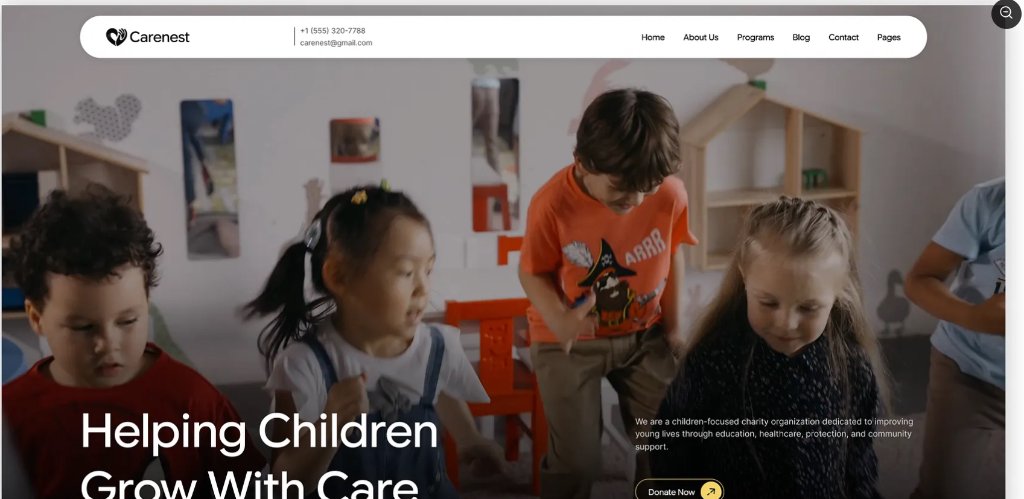 Carenest
+1 (555) 320-7788
carenest@gmail.com
Home About Us Programs Blog Contact Pages
ARRR
Helping Children
Grow With Care
We are a children-focused charity organization dedicated to improving
young lives through education, healthcare, protection, and community
support.
Donate Now